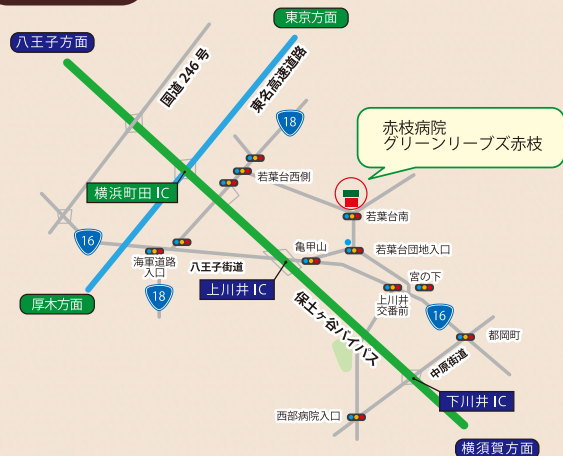 東京方面
八王子方面
国道246号
東名高速道路
18
赤枝病院
グリーンリーブズ赤枝
若葉台西側
横浜町田IC
若葉台南
16
海軍道路
入口
八王子街道
亀甲山
若葉台団地入口
宮の下
上川井IC
18
厚木方面
上川井
交番前
16
保土ヶ谷バイパス
都岡町
中原街道
下川井IC
西部病院入口
横須賀方面